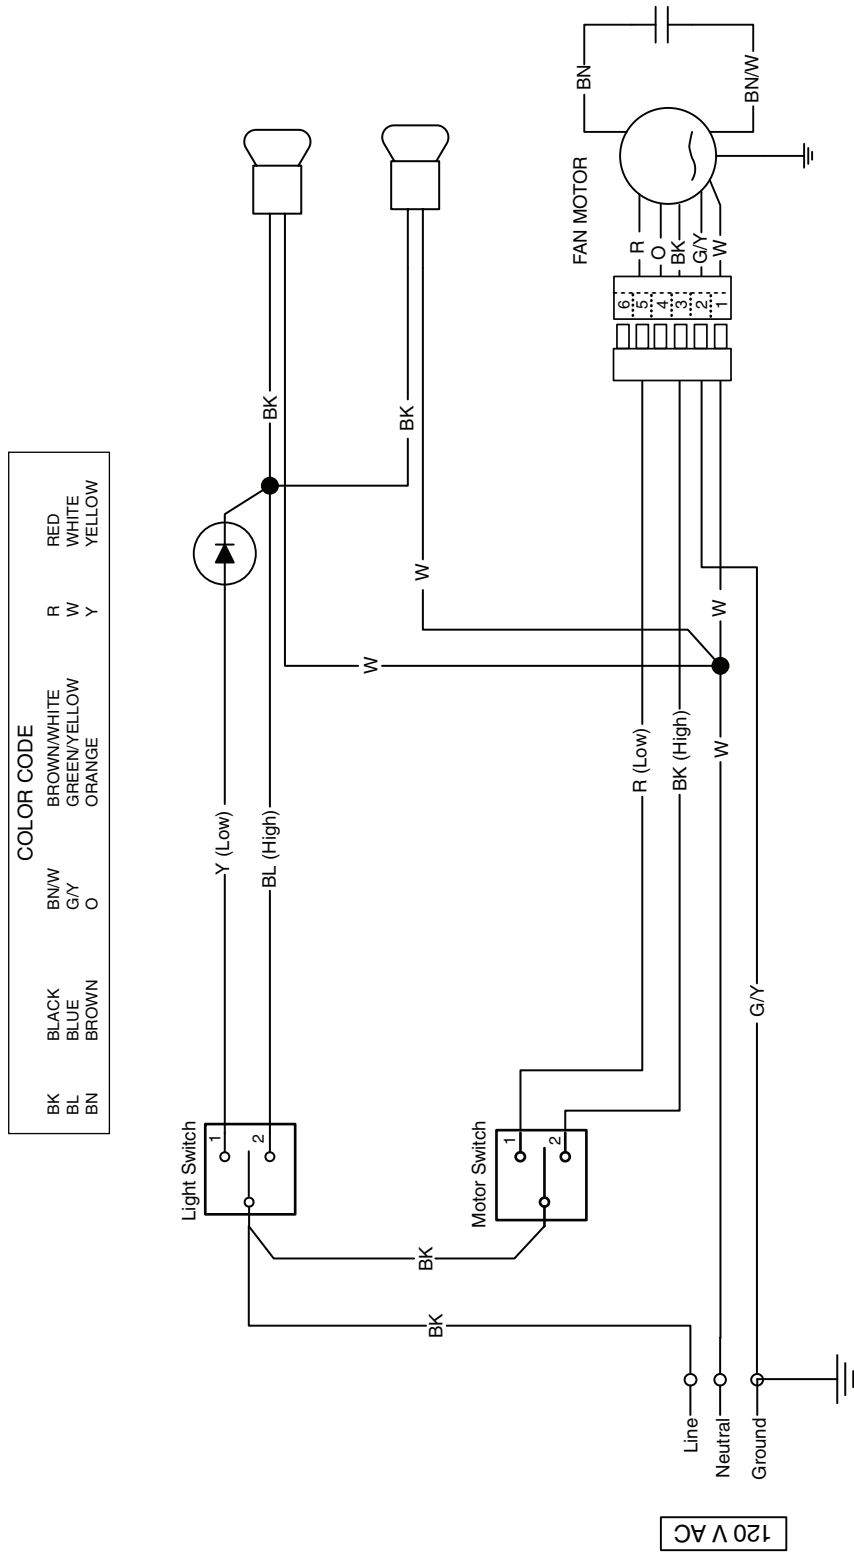 COLOR CODE
BK BLACK BN/W BROWN/WHITE R RED
BL BLUE G/Y GREEN/YELLOW W WHITE
BN BROWN O ORANGE Y YELLOW
Light Switch
1
2
Y (Low)
BL (High)
BK
BK
W
W
BK
BK
Motor Switch
1
2
R (Low)
BK (High)
W
W
G/Y
FAN MOTOR
BN
BN/W
R
O
BK
G/Y
W
6
5
4
3
2
1
Line
Neutral
Ground
120 V AC